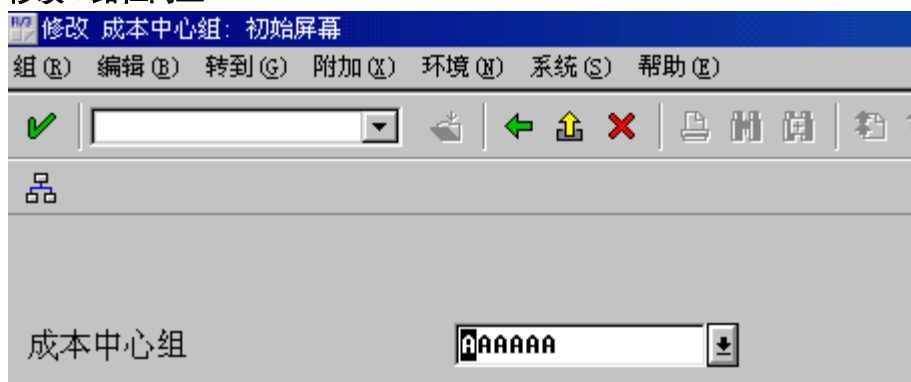 修改 成本中心组: 初始屏幕
组(R) 编辑(E) 转到(G) 附加(X) 环境(N) 系统(S) 帮助(E)
成本中心组 AAAAAA